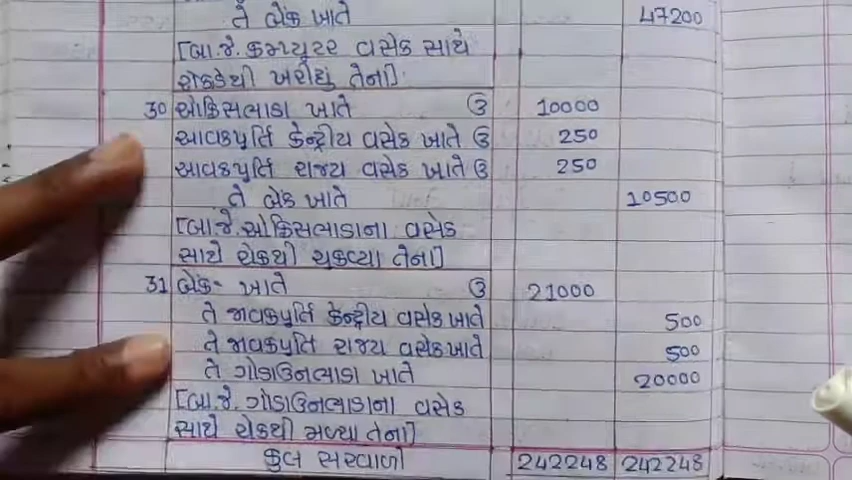 તે બેંક ખાતે 47200
[બા.જે. કમ્પ્યુટર વસેક સાથે
રોકડેથી ખરીદ્યું તેના]
30 ઓફિસભાડા ખાતે ઉ 10000
આવકપૂર્તિ કેન્દ્રીય વસેક ખાતે ઉ 250
આવકપૂર્તિ રાજ્ય વસેક ખાતે ઉ 250
તે બેંક ખાતે 10500
[બા.જે. ઓફિસભાડાના વસેક
સાથે ચેકથી ચુકવ્યા તેના]
31 બેંક ખાતે ઉ 21000
તે જાવકપૂર્તિ કેન્દ્રીય વસેક ખાતે 500
તે જાવકપૂર્તિ રાજ્ય વસેક ખાતે 500
તે ગોડાઉનભાડા ખાતે 20000
[બા.જે. ગોડાઉનભાડાના વસેક
સાથે ચેકથી મળ્યા તેના]
કુલ સરવાળો 242248 242248